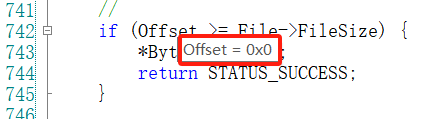 741 //
742 if (Offset >= File->FileSize) {
743 *Byt Offset = 0x0 ;
744 return STATUS_SUCCESS;
745 }